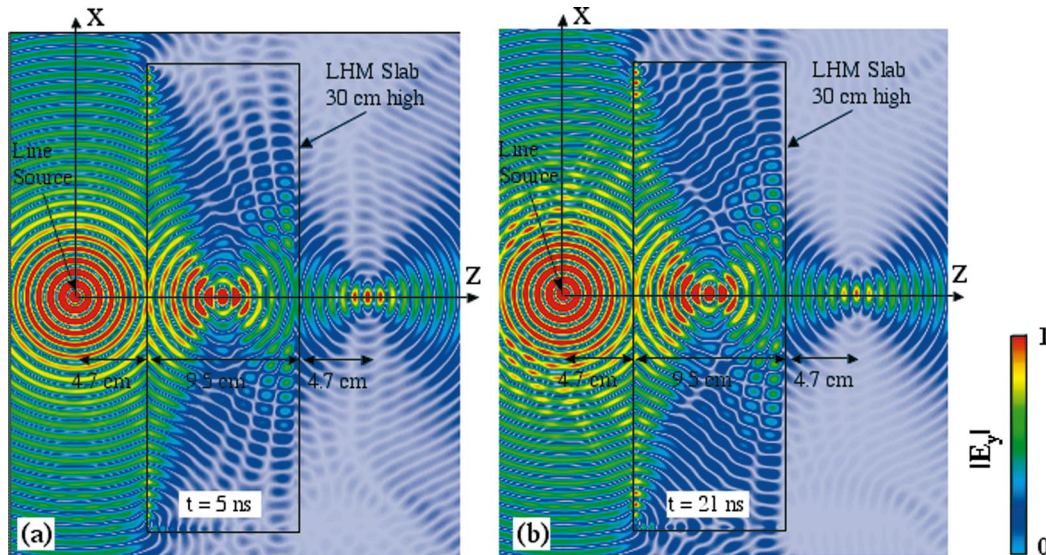 X
LHM Slab
30 cm high
Line
Source
Z
4.7 cm
9.5 cm
4.7 cm
t = 5 ns
(a)
X
LHM Slab
30 cm high
Line
Source
Z
4.7 cm
9.5 cm
4.7 cm
t = 21 ns
(b)
1
|Ey|
0